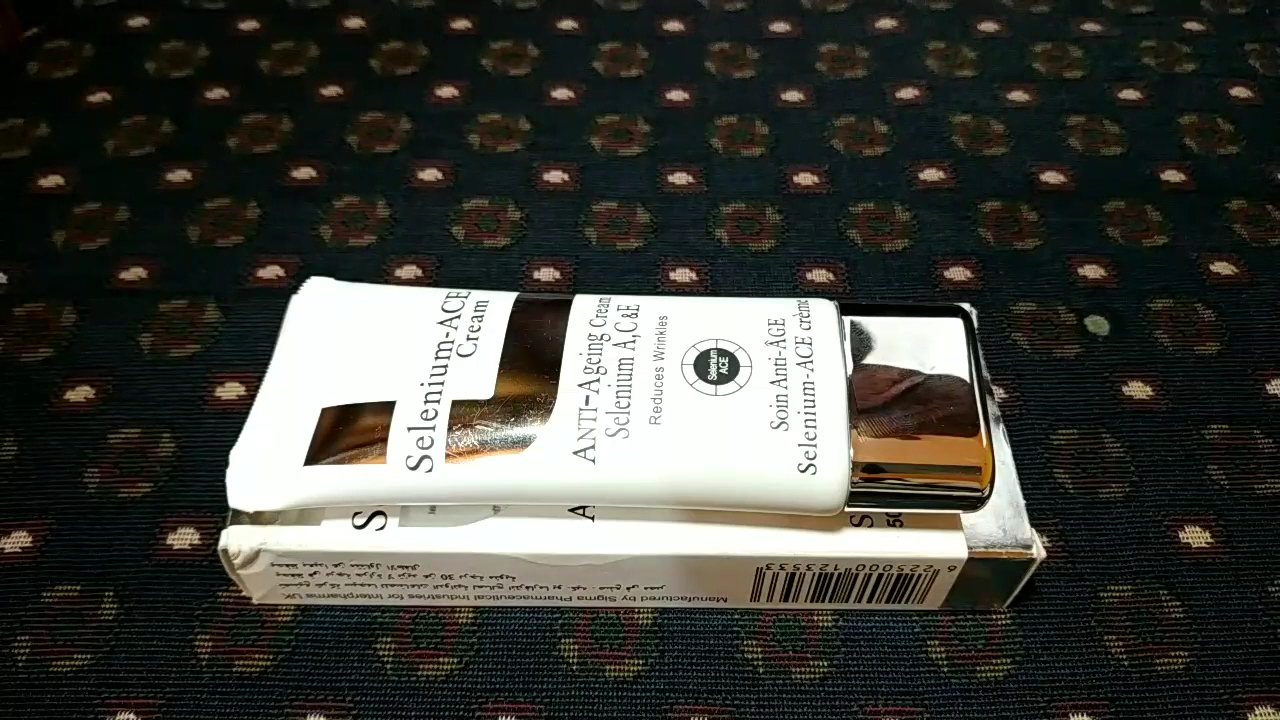 Selenium-ACE
Cream
ANTI-Ageing Cream
Selenium A, C &E
Reduces Wrinkles
Selenium
ACE
Soin Anti-ÂGE
Selenium-ACE crème
S
A
S
50
Manufactured by Sigma Pharmaceutical Industries for Interpharma UK
6 225000 123533